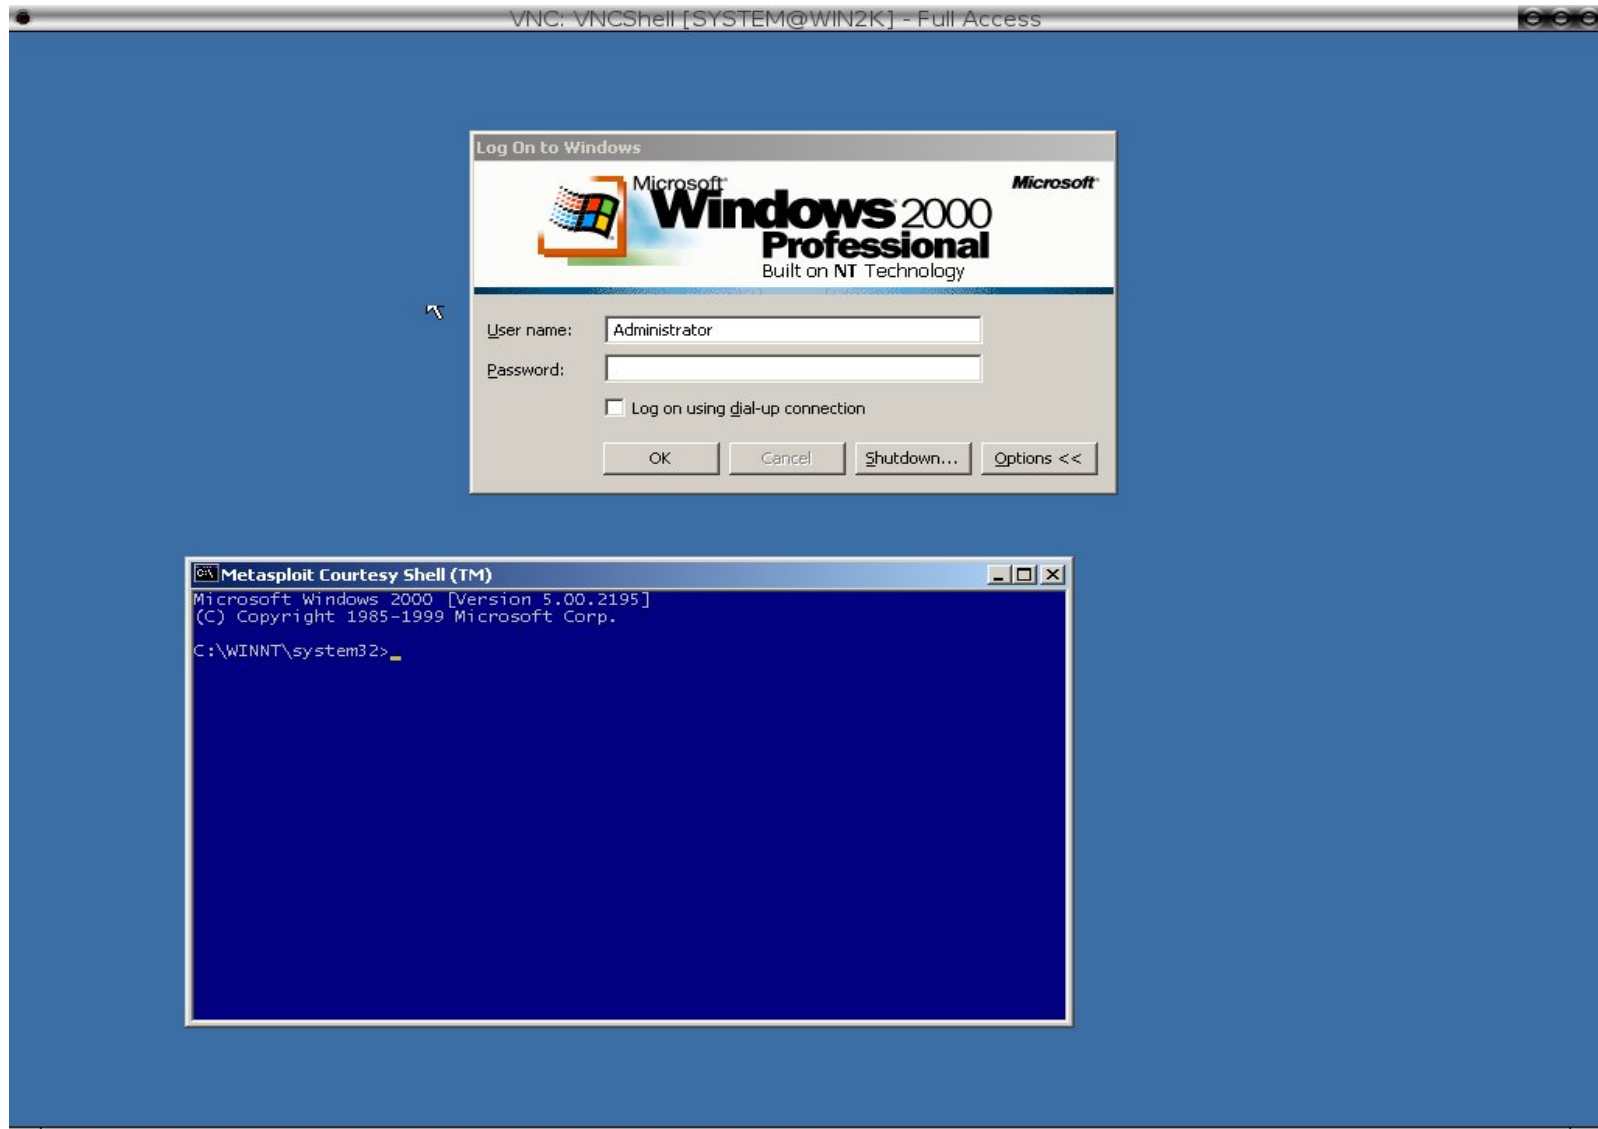 VNC: VNCShell [SYSTEM@WIN2K] - Full Access
Log On to Windows
Microsoft
Microsoft
Windows 2000
Professional
Built on NT Technology
User name:
Administrator
Password:
Log on using dial-up connection
OK
Cancel
Shutdown...
Options <<
Metasploit Courtesy Shell (TM)
Microsoft Windows 2000 [Version 5.00.2195]
(C) Copyright 1985-1999 Microsoft Corp.
C:\WINNT\system32>_